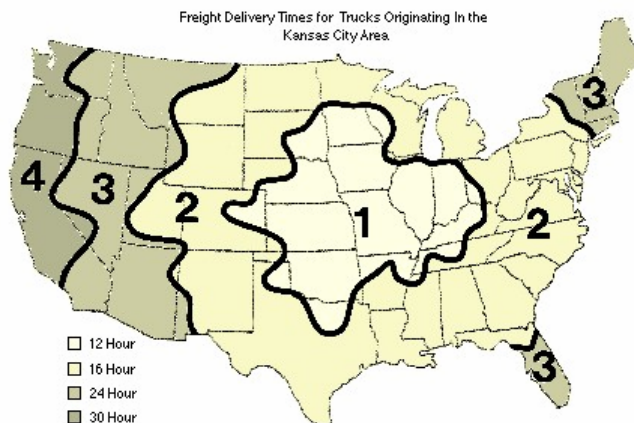 Freight Delivery Times for Trucks Originating In the
Kansas City Area
3
4
3
2
1
2
3
12 Hour
16 Hour
24 Hour
30 Hour